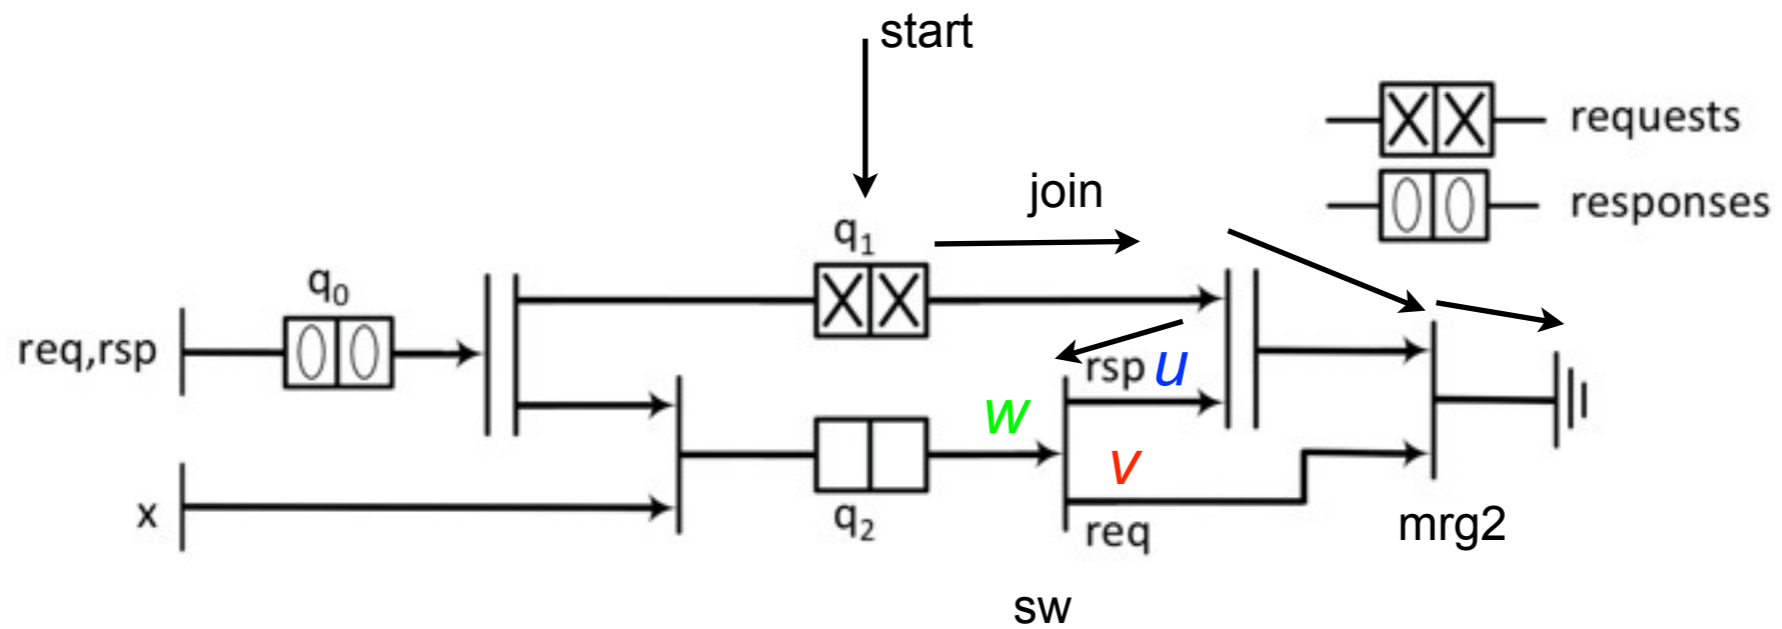 start
requests
responses
join
q1
q0
req,rsp
rsp u
w
v
x
q2
req
mrg2
sw